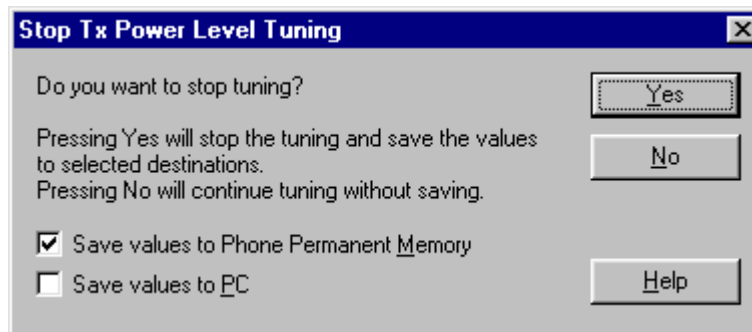 Stop Tx Power Level Tuning
Do you want to stop tuning?
Yes
Pressing Yes will stop the tuning and save the values
to selected destinations.
Pressing No will continue tuning without saving.
No
Save values to Phone Permanent Memory
Save values to PC
Help